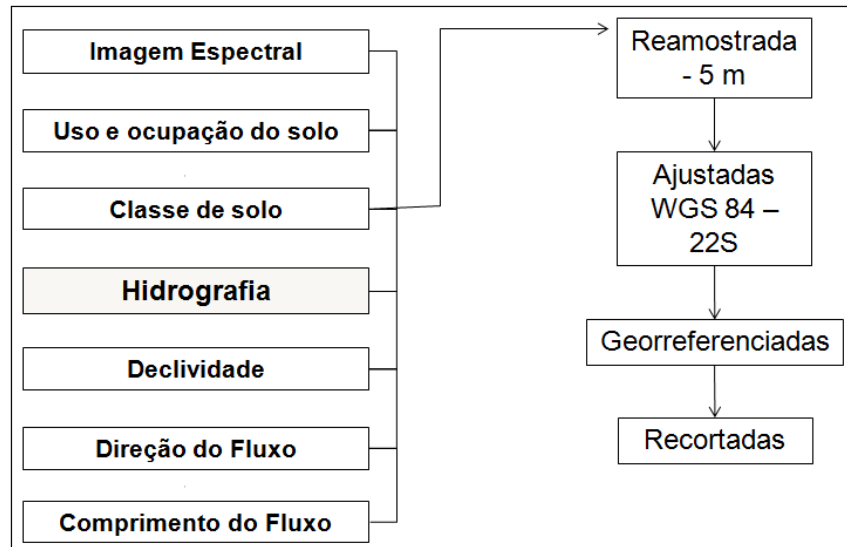 Imagem Espectral
Uso e ocupação do solo
Classe de solo
Hidrografia
Declividade
Direção do Fluxo
Comprimento do Fluxo
Reamostrada
- 5 m
Ajustadas
WGS 84 –
22S
Georreferenciadas
Recortadas